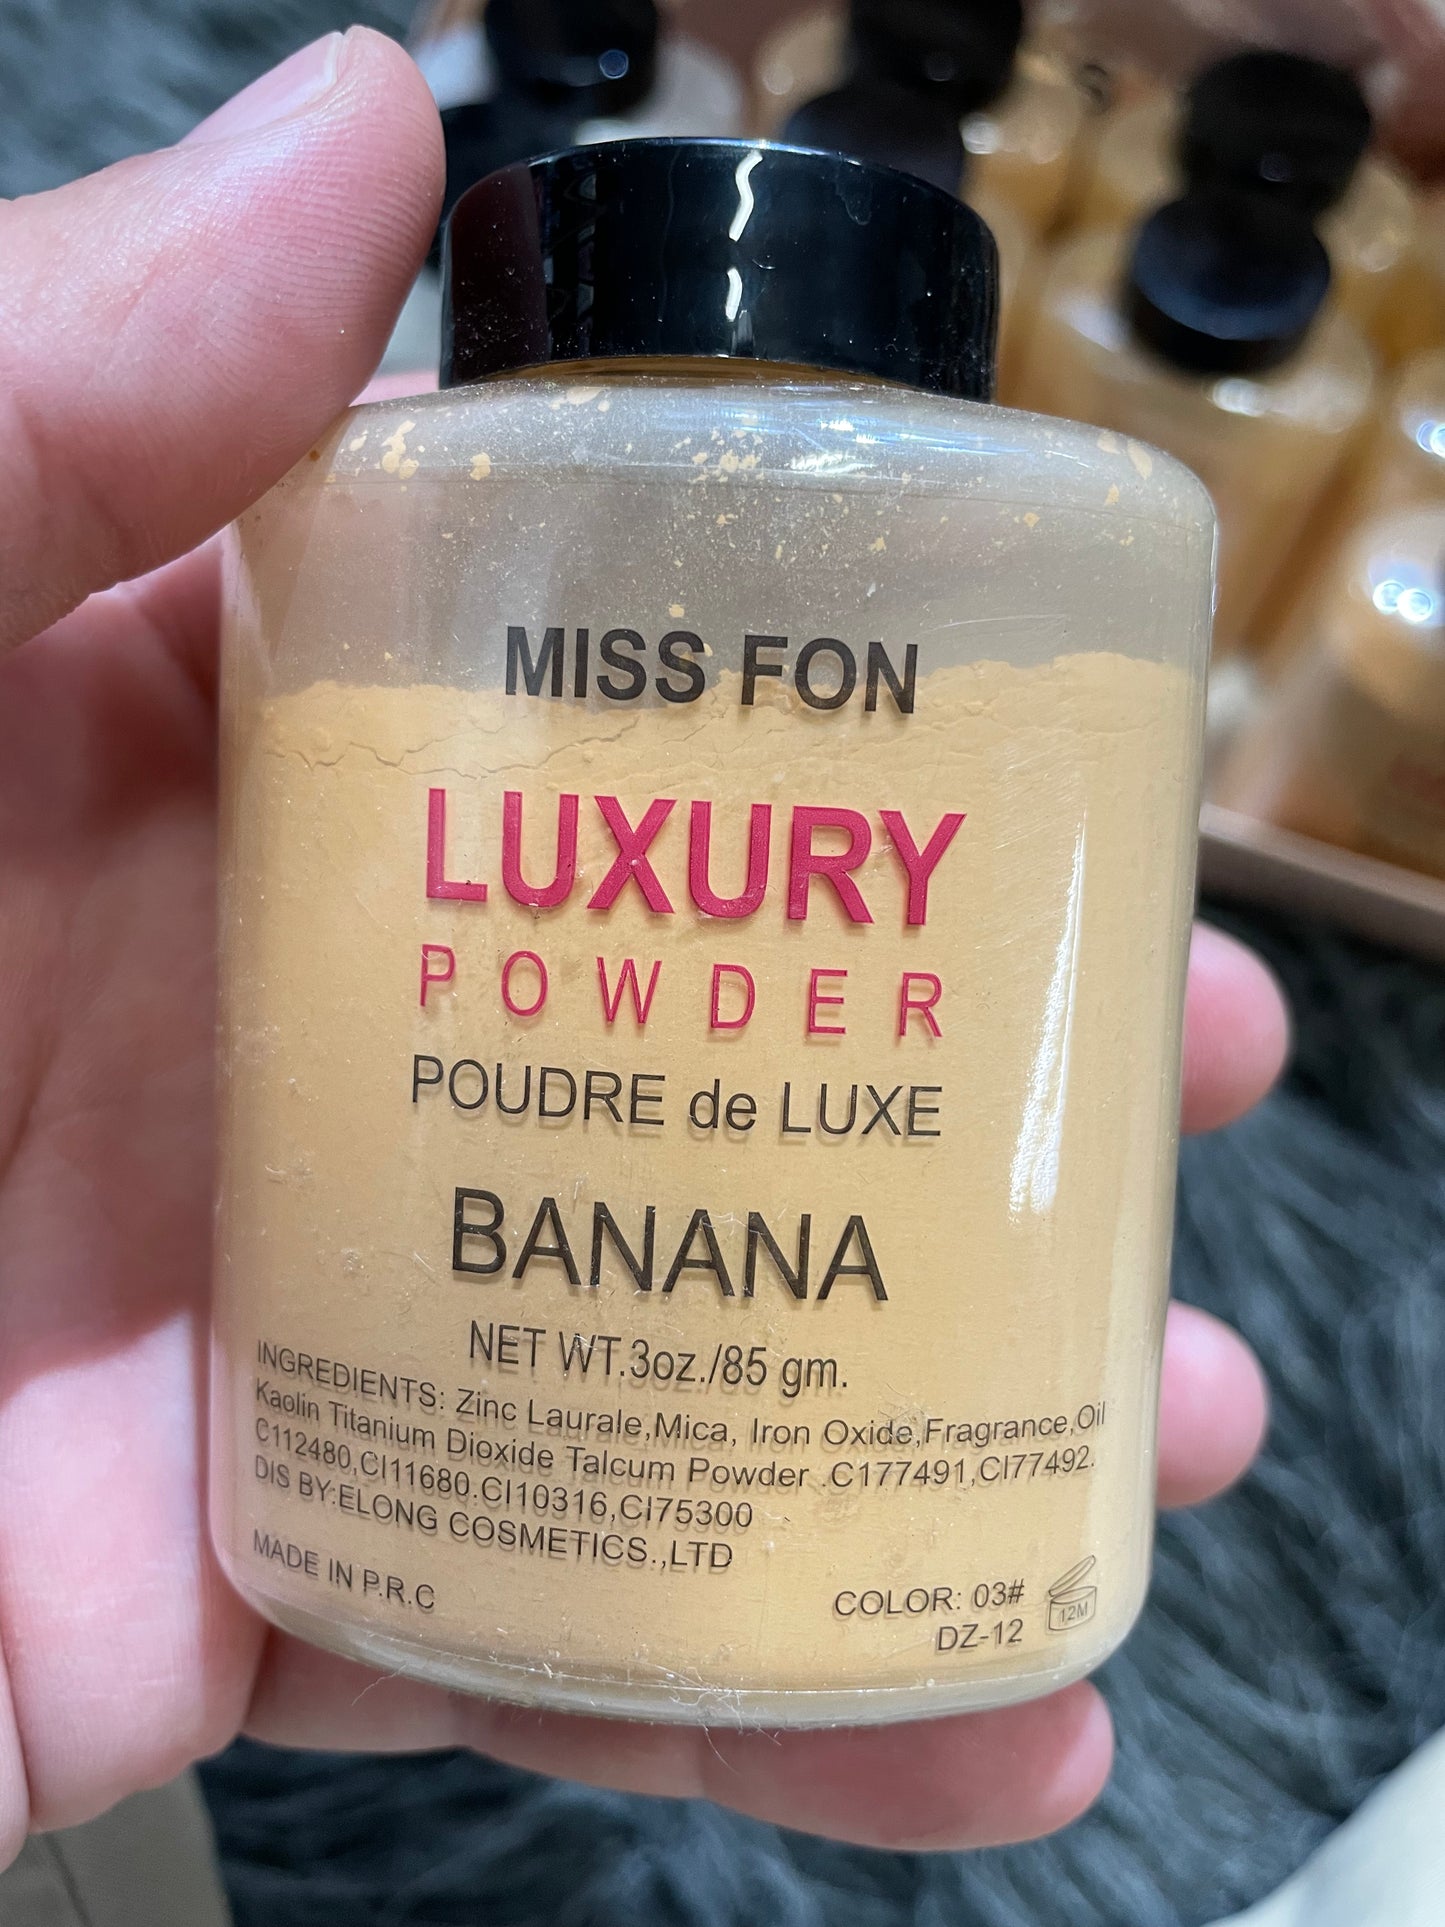 MISS FON
LUXURY
POWDER
POUDRE de LUXE
BANANA
NET WT.3oz./85 gm.
INGREDIENTS: Zinc Laurale,Mica, Iron Oxide,Fragrance,Oil
Kaolin Titanium Dioxide Talcum Powder .C177491,CI77492.
C112480,CI11680.CI10316,CI75300
DIS BY:ELONG COSMETICS.,LTD
MADE IN P.R.C
COLOR: 03#
DZ-12
12M